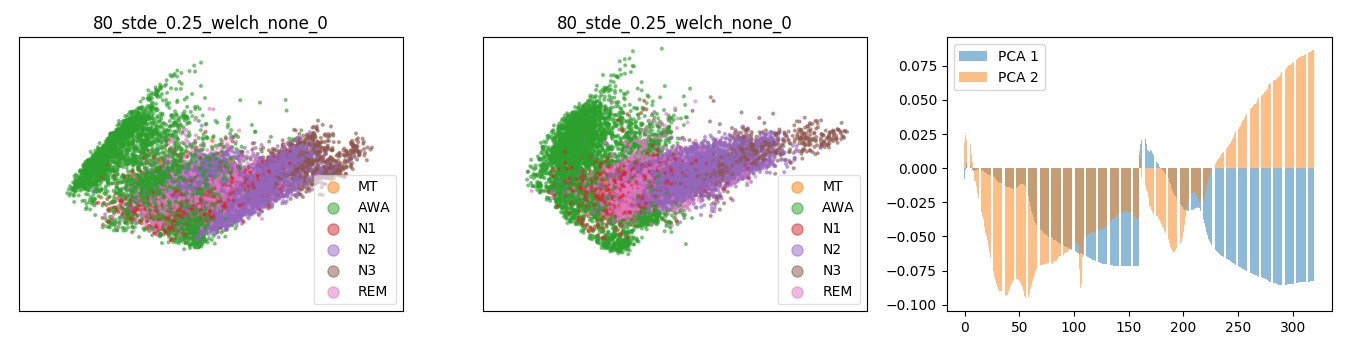 80_stde_0.25_welch_none_0
MT
AWA
N1
N2
N3
REM
80_stde_0.25_welch_none_0
MT
AWA
N1
N2
N3
REM
PCA 1
PCA 2
0.075
0.050
0.025
0.000
−0.025
−0.050
−0.075
−0.100
0 50 100 150 200 250 300